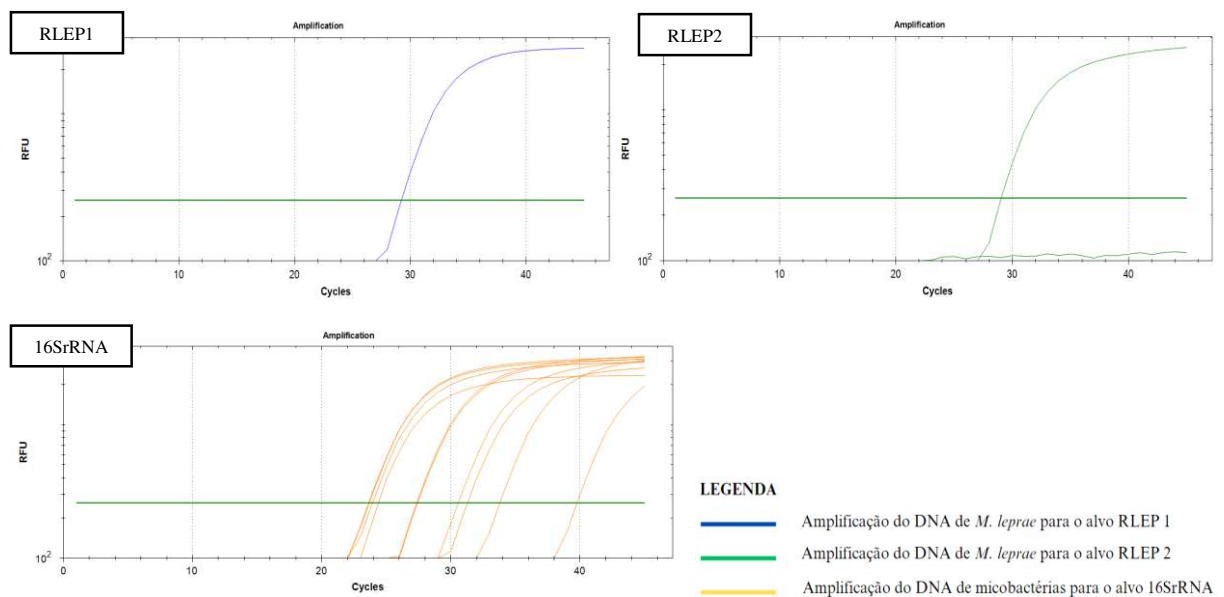 RLEP1
Amplification
RFU
10²
0 10 20 30 40
Cycles
RLEP2
Amplification
RFU
10²
0 10 20 30 40
Cycles
16SrRNA
Amplification
RFU
10²
0 10 20 30 40
Cycles
LEGENDA
Amplificação do DNA de M. leprae para o alvo RLEP 1
Amplificação do DNA de M. leprae para o alvo RLEP 2
Amplificação do DNA de micobactérias para o alvo 16SrRNA